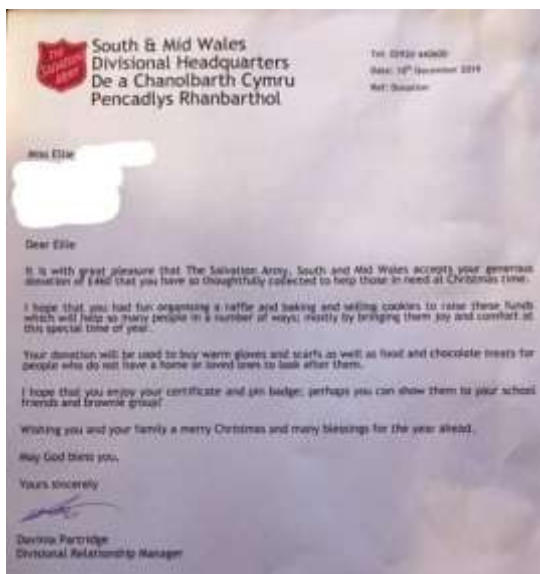 The
Salvation
Army
South & Mid Wales
Divisional Headquarters
De a Chanolbarth Cymru
Pencadlys Rhanbarthol
Tel: 02920
Date: 10th December 2019
Ref: Donation
Miss Ellie
Dear Ellie
It is with great pleasure that The Salvation Army, South and Mid Wales accepts your generous
donation of that you have so thoughtfully collected to help those in need at Christmas time.
I hope that you had fun organising a raffle and baking and selling cookies to raise these funds
which will help so many people in a number of ways; mostly by bringing them joy and comfort at
this special time of year.
Your donation will be used to buy warm gloves and scarfs as well as food and chocolate treats for
people who do not have a home or loved ones to look after them.
I hope that you enjoy your certificate and pin badge; perhaps you can show them to your school
friends and brownie group!
Wishing you and your family a merry Christmas and many blessings for the year ahead.
May God bless you,
Yours sincerely
Davinia Partridge
Divisional Relationship Manager